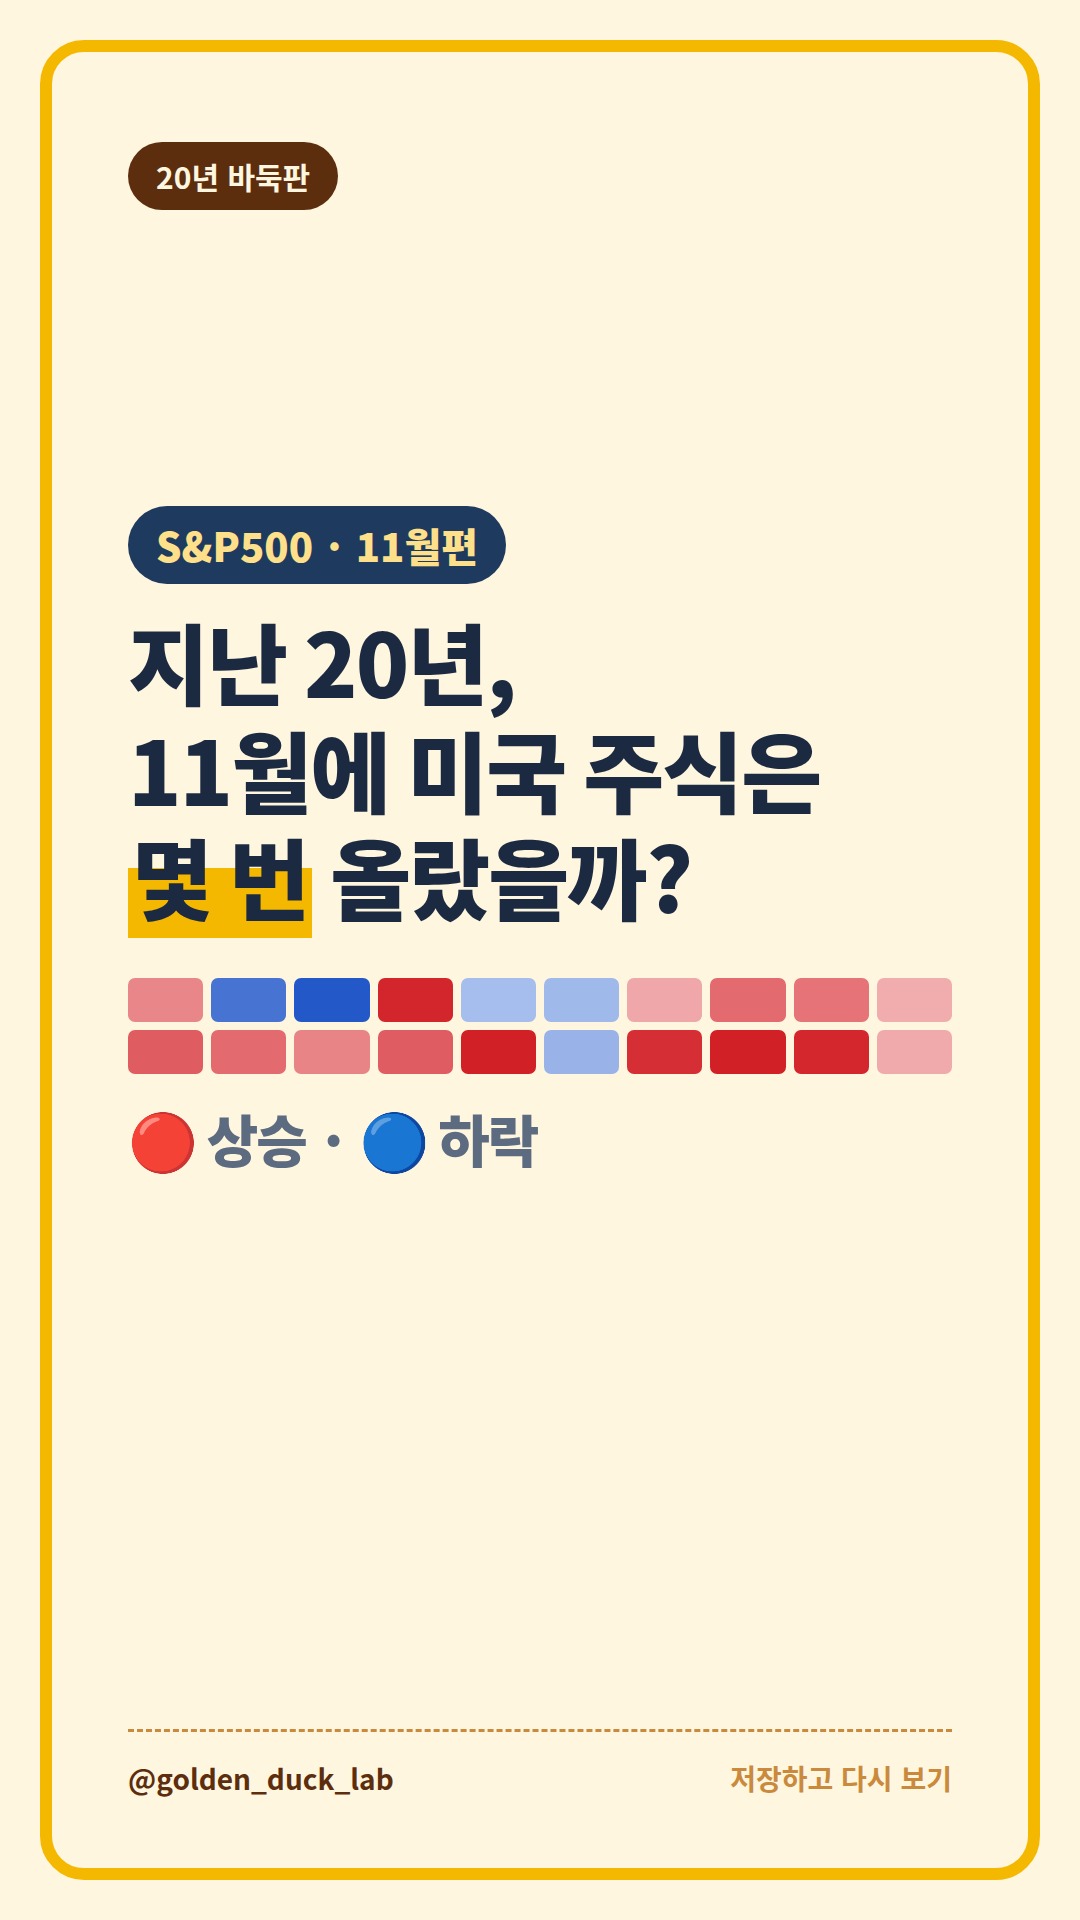 20년 바둑판
S&P500 · 11월편
지난 20년,
11월에 미국 주식은
몇 번 올랐을까?
🔴 상승 · 🔵 하락
@golden_duck_lab
저장하고 다시 보기